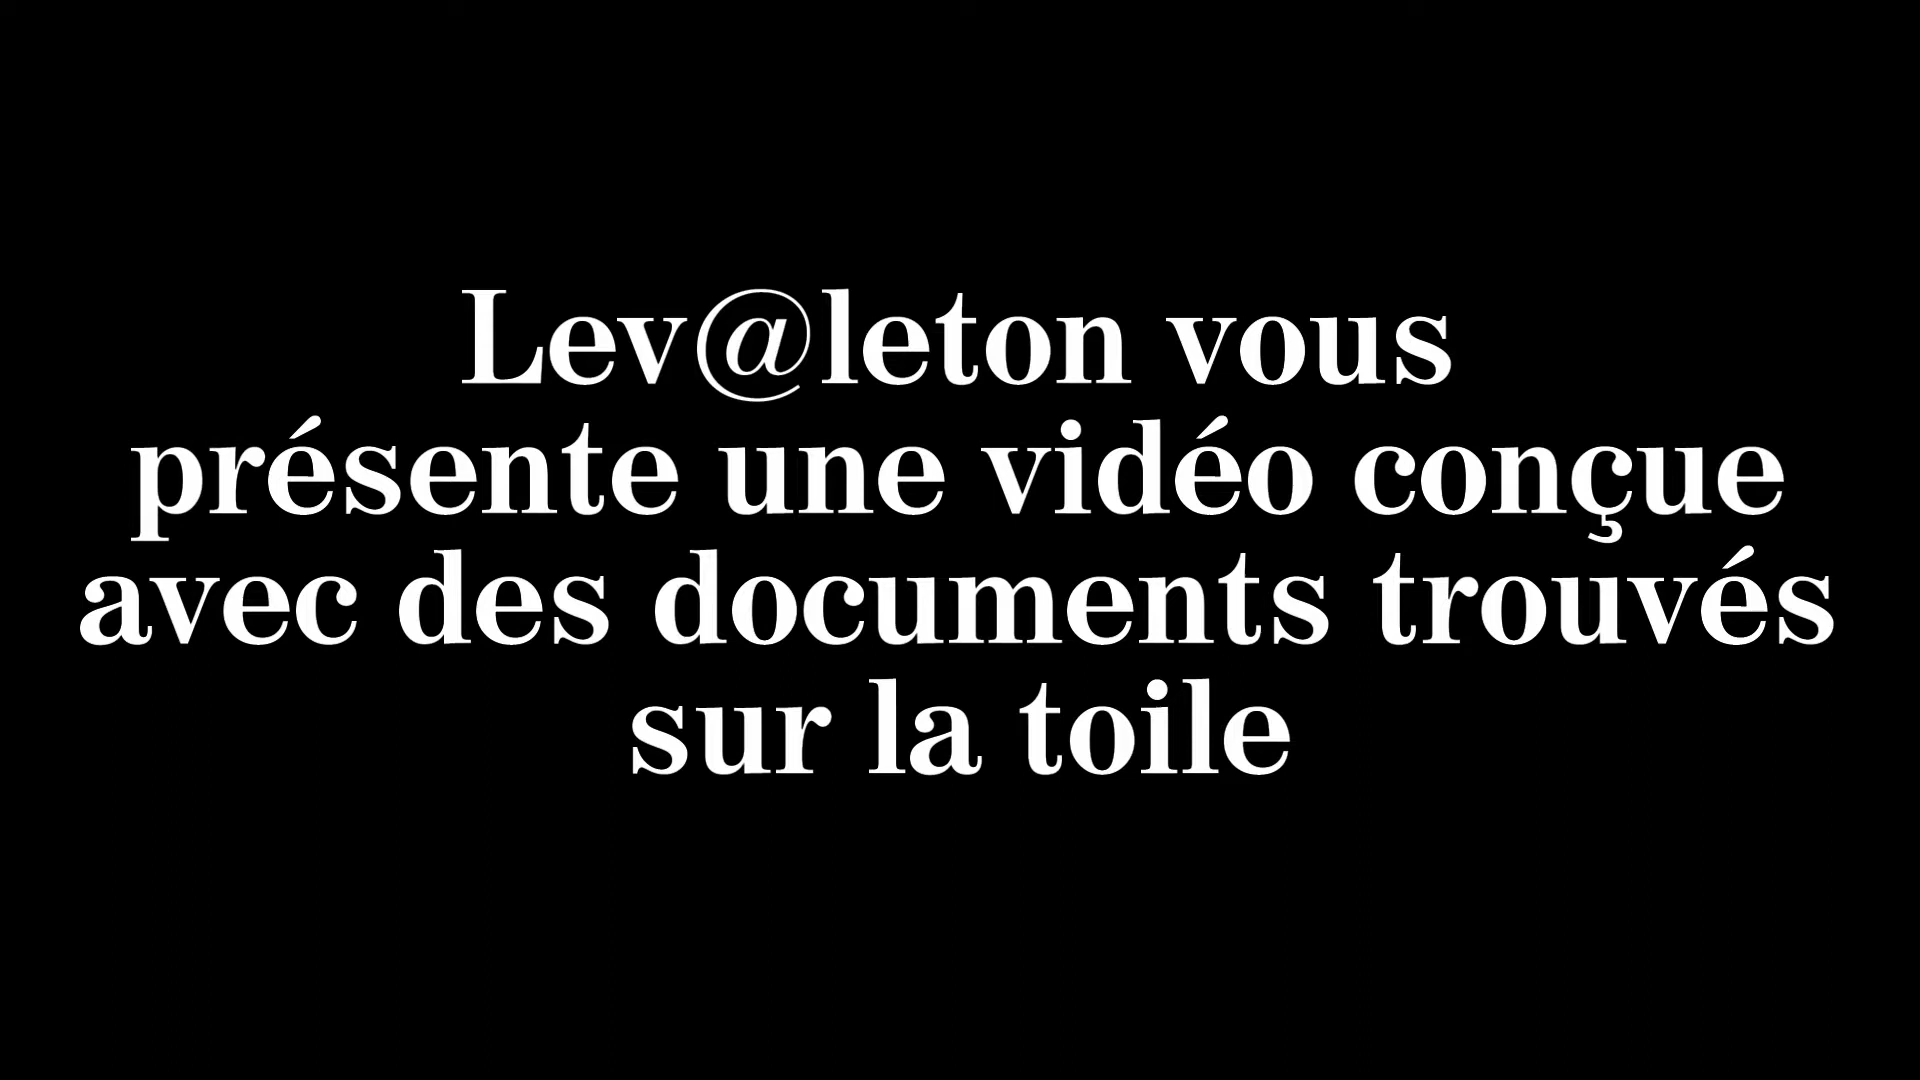 Lev@leton vous
présente une vidéo conçue
avec des documents trouvés
sur la toile